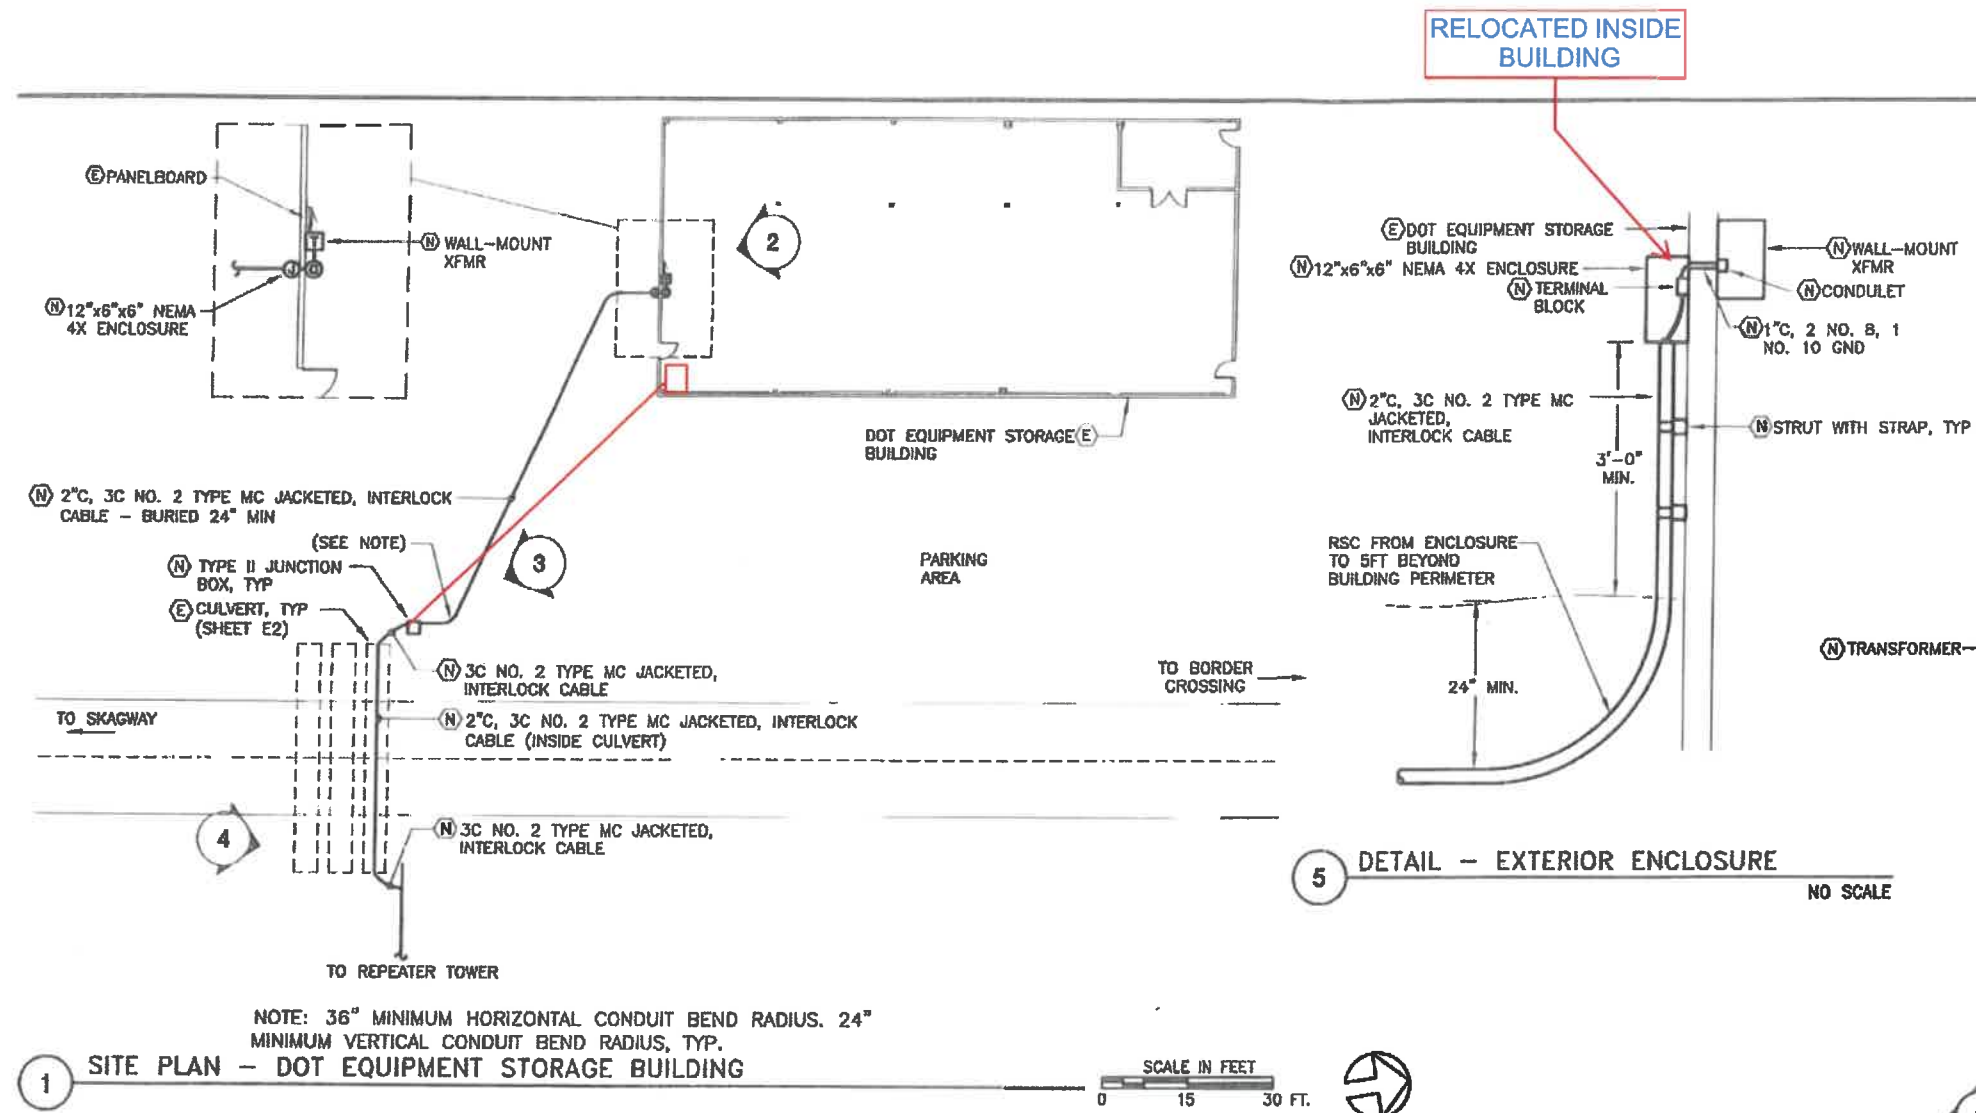 RELOCATED INSIDE
BUILDING
Ⓔ PANELBOARD
Ⓝ WALL-MOUNT
XFMR
Ⓝ 12"x6"x6" NEMA
4X ENCLOSURE
T
J
2
DOT EQUIPMENT STORAGE Ⓔ
BUILDING
Ⓝ 2"C, 3C NO. 2 TYPE MC JACKETED, INTERLOCK
CABLE - BURIED 24" MIN
(SEE NOTE)
3
Ⓝ TYPE II JUNCTION
BOX, TYP
Ⓔ CULVERT, TYP
(SHEET E2)
PARKING
AREA
Ⓝ 3C NO. 2 TYPE MC JACKETED,
INTERLOCK CABLE
TO BORDER
CROSSING
TO SKAGWAY
Ⓝ 2"C, 3C NO. 2 TYPE MC JACKETED, INTERLOCK
CABLE (INSIDE CULVERT)
4
Ⓝ 3C NO. 2 TYPE MC JACKETED,
INTERLOCK CABLE
TO REPEATER TOWER
NOTE: 36" MINIMUM HORIZONTAL CONDUIT BEND RADIUS. 24"
MINIMUM VERTICAL CONDUIT BEND RADIUS, TYP.
1 SITE PLAN - DOT EQUIPMENT STORAGE BUILDING
SCALE IN FEET
0 15 30 FT.
Ⓔ DOT EQUIPMENT STORAGE
BUILDING
Ⓝ 12"x6"x6" NEMA 4X ENCLOSURE
Ⓝ TERMINAL
BLOCK
Ⓝ WALL-MOUNT
XFMR
Ⓝ CONDULET
Ⓝ 1"C, 2 NO. 8, 1
NO. 10 GND
Ⓝ 2"C, 3C NO. 2 TYPE MC
JACKETED,
INTERLOCK CABLE
Ⓝ STRUT WITH STRAP, TYP
3'-0"
MIN.
RSC FROM ENCLOSURE
TO 5FT BEYOND
BUILDING PERIMETER
24" MIN.
Ⓝ TRANSFORMER
5 DETAIL - EXTERIOR ENCLOSURE
NO SCALE